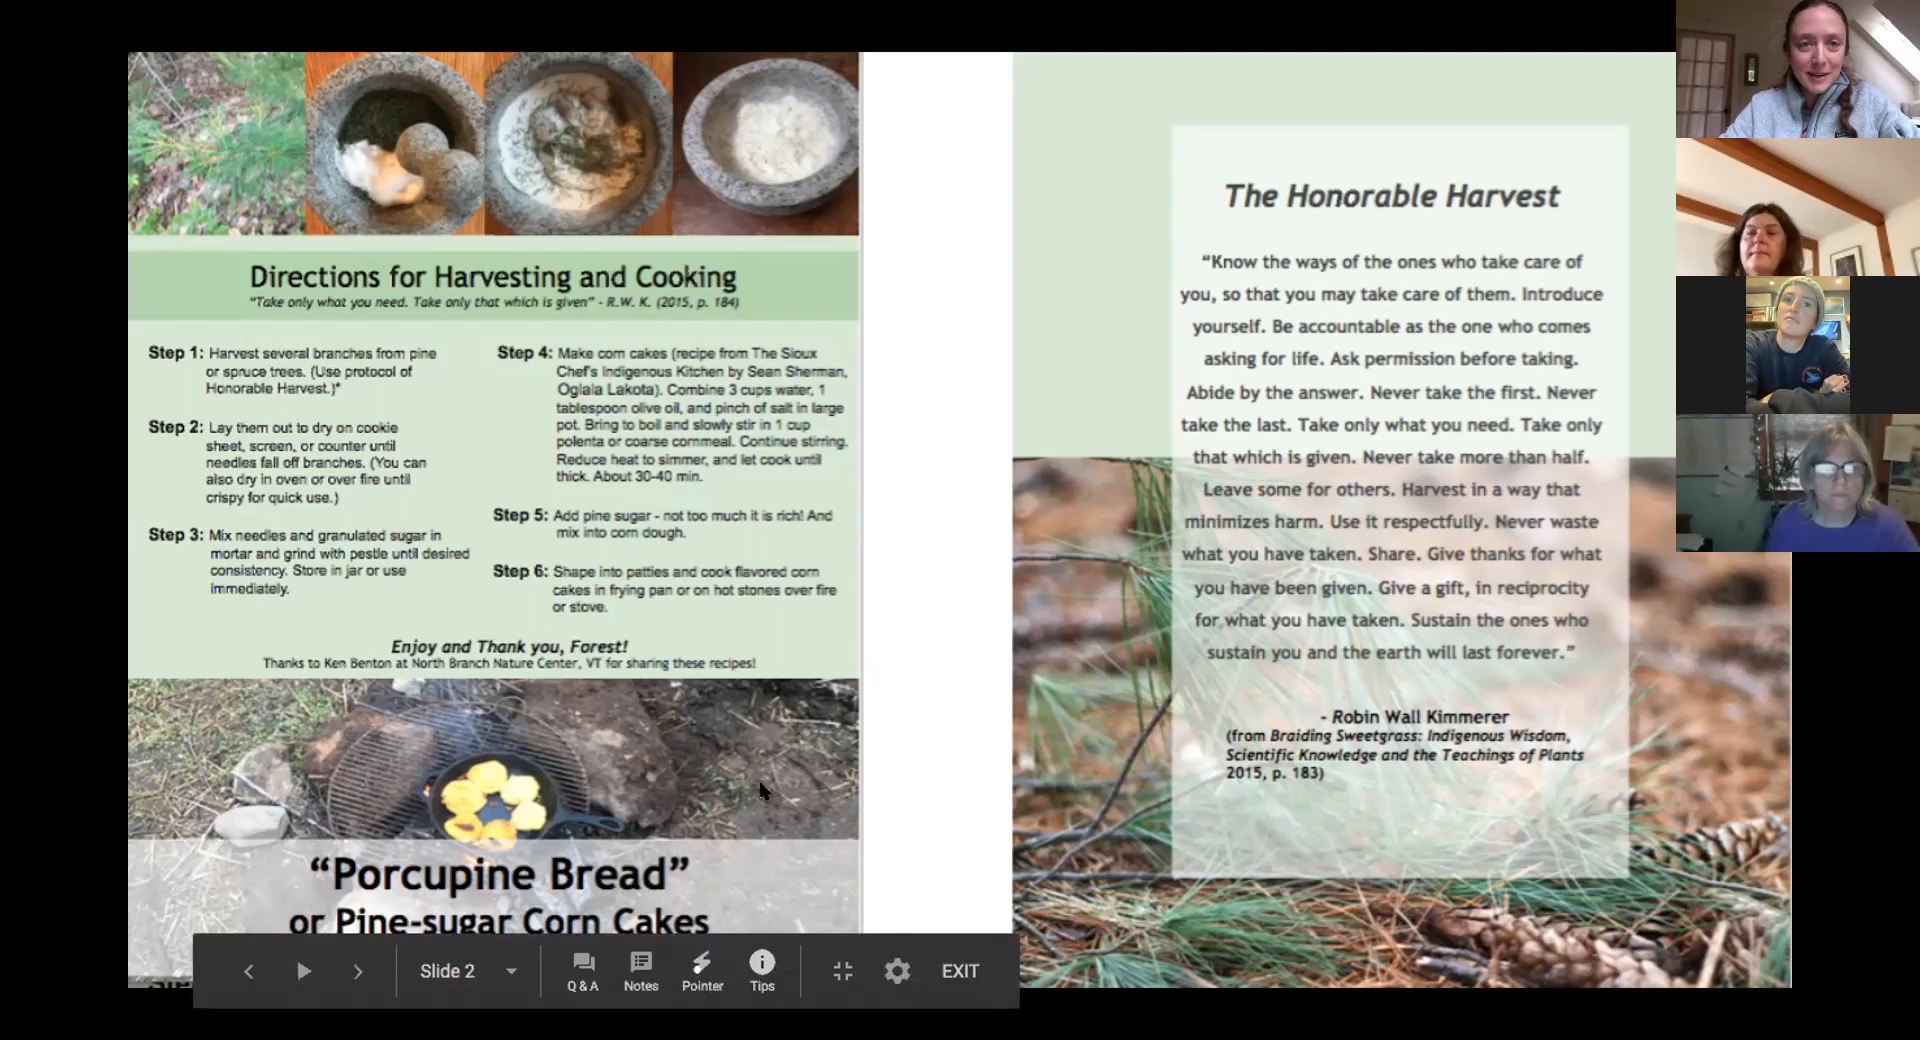 Directions for Harvesting and Cooking
"Take only what you need. Take only that which is given" - R.W. K. (2015, p. 184)
Step 1: Harvest several branches from pine
or spruce trees. (Use protocol of
Honorable Harvest.)*
Step 2: Lay them out to dry on cookie
sheet, screen, or counter until
needles fall off branches. (You can
also dry in oven or over fire until
crispy for quick use.)
Step 3: Mix needles and granulated sugar in
mortar and grind with pestle until desired
consistency. Store in jar or use
immediately.
Step 4: Make corn cakes (recipe from The Sioux
Chef's Indigenous Kitchen by Sean Sherman,
Oglala Lakota). Combine 3 cups water, 1
tablespoon olive oil, and pinch of salt in large
pot. Bring to boil and slowly stir in 1 cup
polenta or coarse cornmeal. Continue stirring.
Reduce heat to simmer, and let cook until
thick. About 30-40 min.
Step 5: Add pine sugar - not too much it is rich! And
mix into corn dough.
Step 6: Shape into patties and cook flavored corn
cakes in frying pan or on hot stones over fire
or stove.
Enjoy and Thank you, Forest!
Thanks to Ken Benton at North Branch Nature Center, VT for sharing these recipes!
"Porcupine Bread"
or Pine-sugar Corn Cakes
The Honorable Harvest
"Know the ways of the ones who take care of
you, so that you may take care of them. Introduce
yourself. Be accountable as the one who comes
asking for life. Ask permission before taking.
Abide by the answer. Never take the first. Never
take the last. Take only what you need. Take only
that which is given. Never take more than half.
Leave some for others. Harvest in a way that
minimizes harm. Use it respectfully. Never waste
what you have taken. Share. Give thanks for what
you have been given. Give a gift, in reciprocity
for what you have taken. Sustain the ones who
sustain you and the earth will last forever."
- Robin Wall Kimmerer
(from Braiding Sweetgrass: Indigenous Wisdom,
Scientific Knowledge and the Teachings of Plants
2015, p. 183)
Slide 2
Q & A
Notes
Pointer
Tips
EXIT